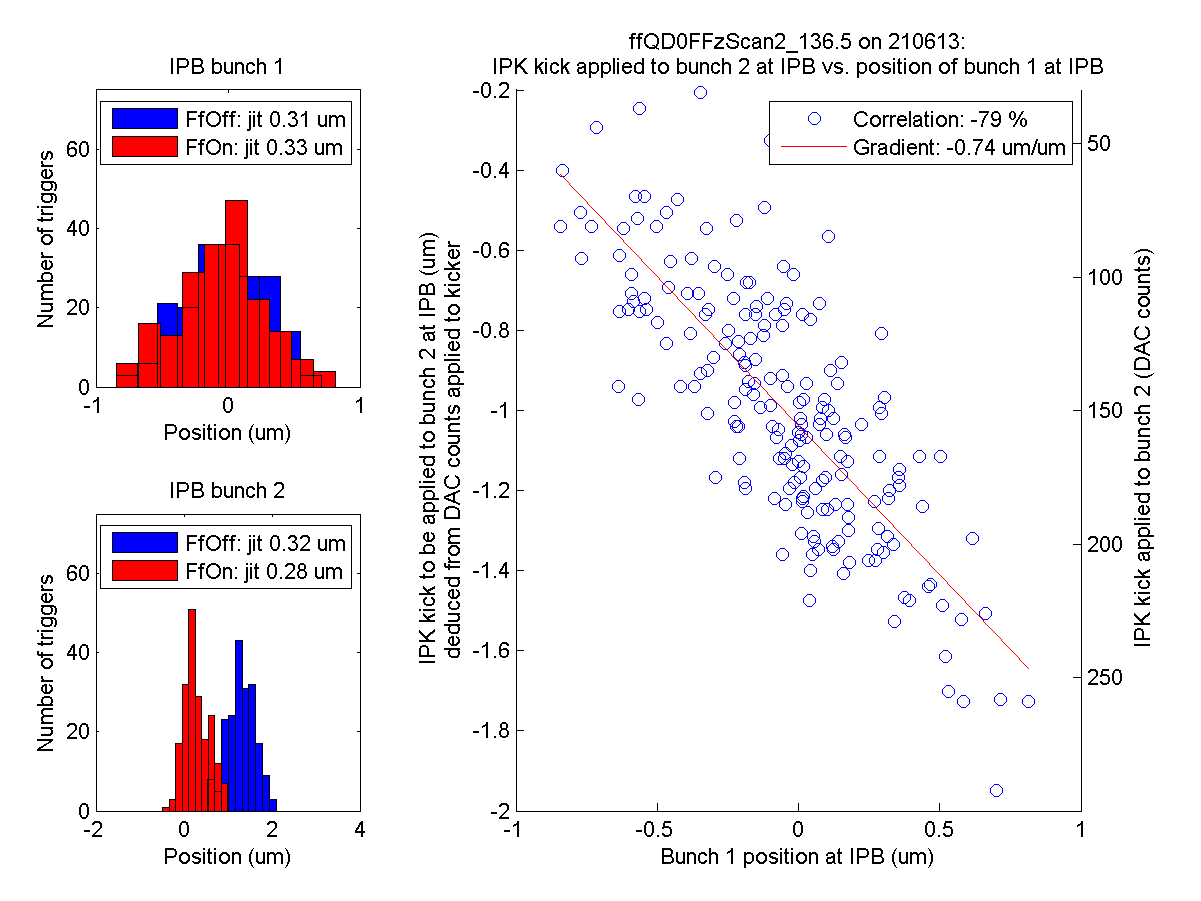 IPB bunch 1
FfOff: jit 0.31 um
FfOn: jit 0.33 um
Number of triggers
0
20
40
60
-1
0
1
Position (um)
IPB bunch 2
FfOff: jit 0.32 um
FfOn: jit 0.28 um
Number of triggers
0
20
40
60
-2
0
2
4
Position (um)
ffQD0FFzScan2_136.5 on 210613:
IPK kick applied to bunch 2 at IPB vs. position of bunch 1 at IPB
Correlation: -79 %
Gradient: -0.74 um/um
IPK kick to be applied to bunch 2 at IPB (um)
deduced from DAC counts applied to kicker
-0.2
-0.4
-0.6
-0.8
-1
-1.2
-1.4
-1.6
-1.8
-2
-1
-0.5
0
0.5
1
Bunch 1 position at IPB (um)
50
100
150
200
250
IPK kick applied to bunch 2 (DAC counts)